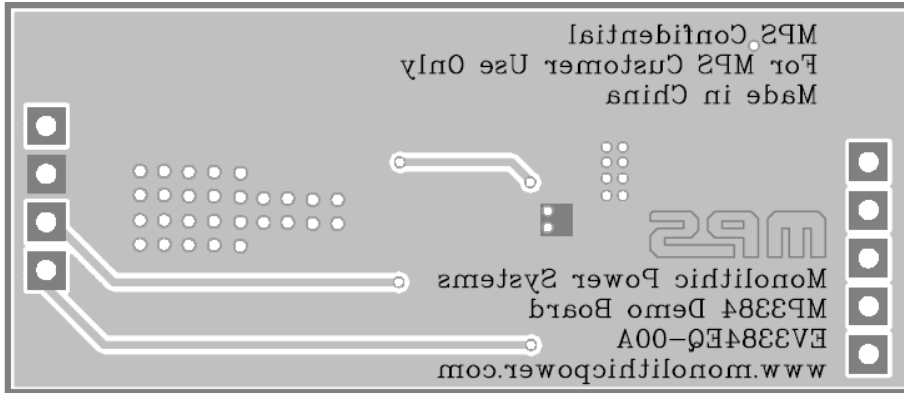 MPS Confidential
For MPS Customer Use Only
Made in China
MPS
Monolithic Power Systems
MP3384 Demo Board
EV3384EQ-00A
www.monolithicpower.com